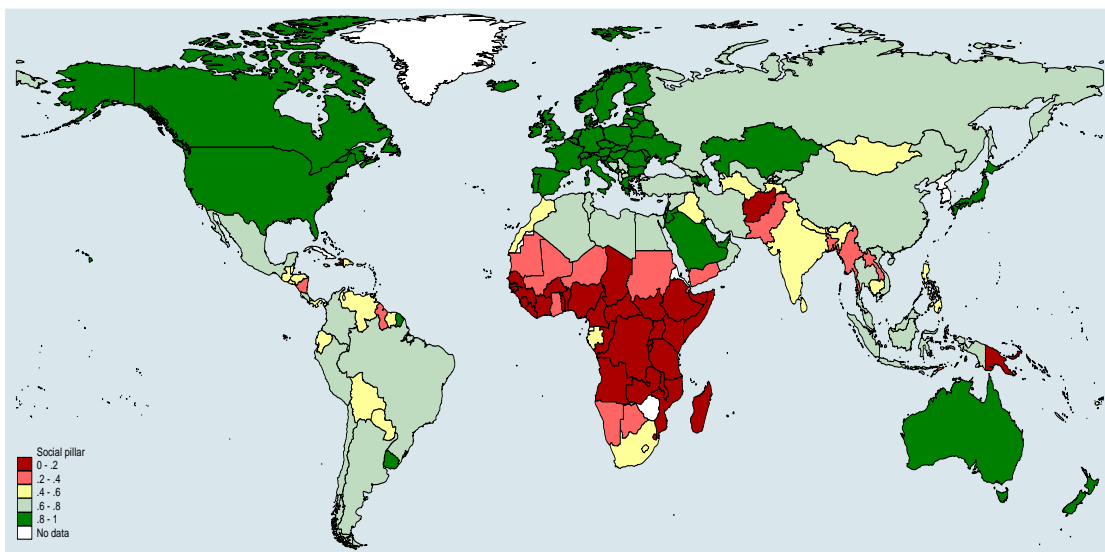 Social pillar
0 - .2
.2 - .4
.4 - .6
.6 - .8
.8 - 1
No data